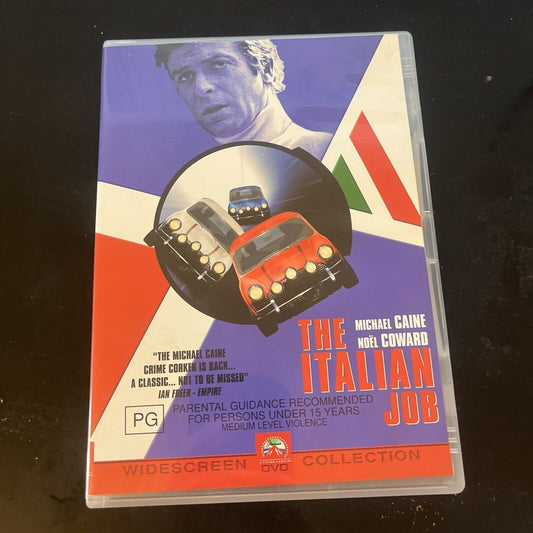 MICHAEL CAINE
NOËL COWARD
THE
ITALIAN
JOB
"THE MICHAEL CAINE
CRIME CORKER IS BACK...
A CLASSIC... NOT TO BE MISSED"
IAN FREER - EMPIRE
PG
PARENTAL GUIDANCE RECOMMENDED
FOR PERSONS UNDER 15 YEARS
MEDIUM LEVEL VIOLENCE
WIDESCREEN DVD COLLECTION